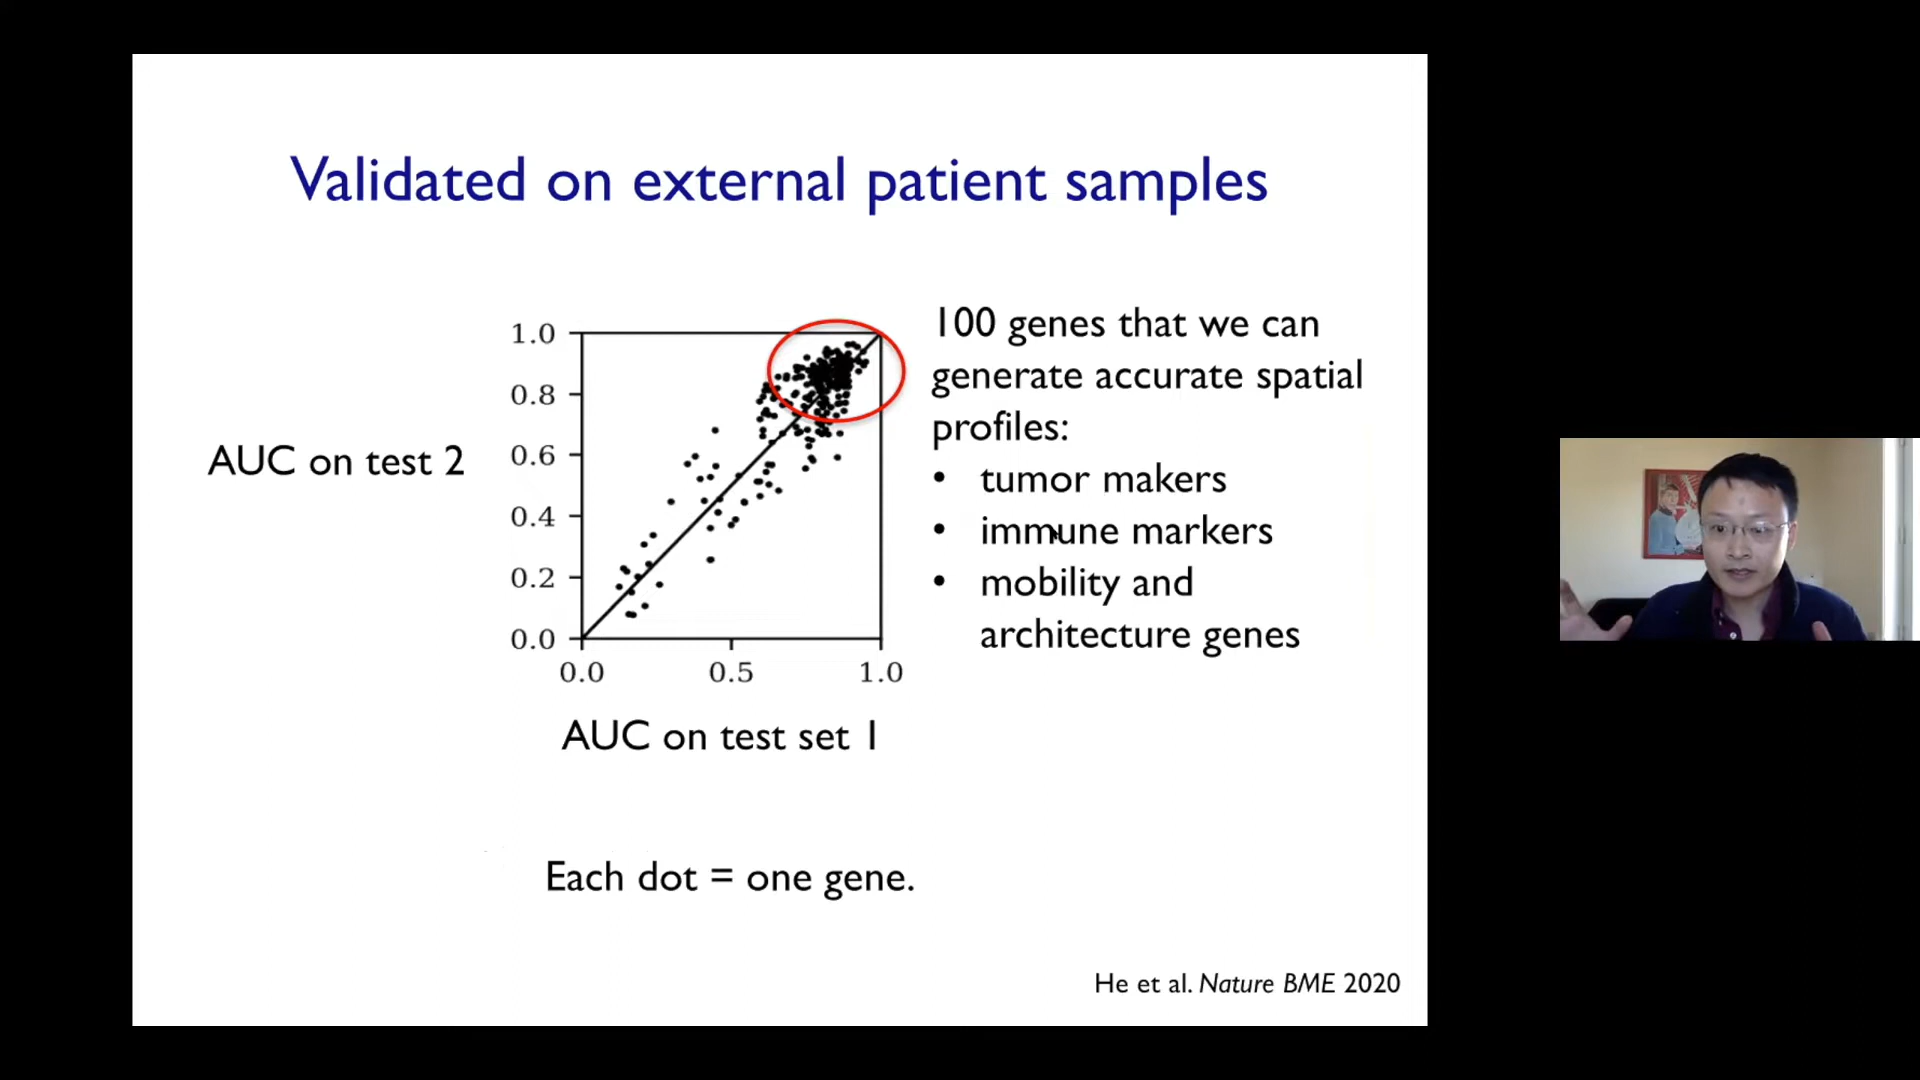 Validated on external patient samples
1.0
0.8
0.6
0.4
0.2
0.0
0.0 0.5 1.0
AUC on test 2
AUC on test set 1
100 genes that we can
generate accurate spatial
profiles:
• tumor makers
• immune markers
• mobility and
architecture genes
Each dot = one gene.
He et al. Nature BME 2020